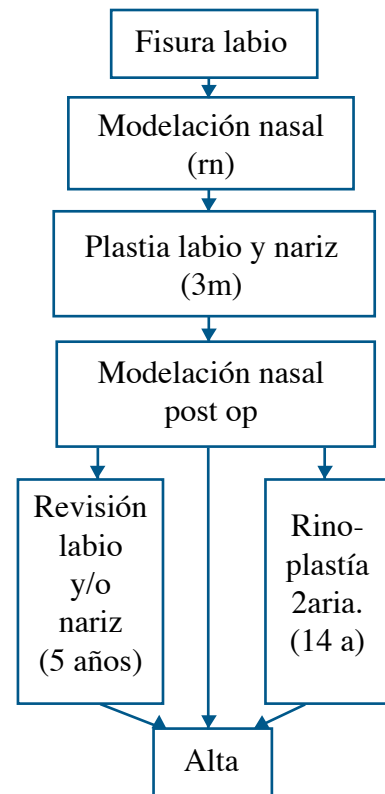 Fisura labio
Modelación nasal
(rn)
Plastia labio y nariz
(3m)
Modelación nasal
post op
Revisión
labio
y/o
nariz
(5 años)
Rino-
plastía
2aria.
(14 a)
Alta